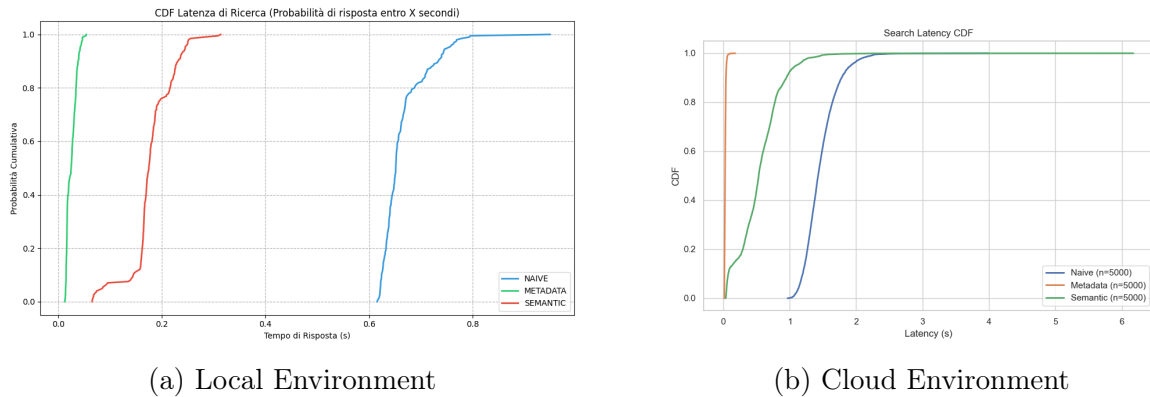 CDF Latenza di Ricerca (Probabilità di risposta entro X secondi)
Probabilità Cumulativa
1.0
0.8
0.6
0.4
0.2
0.0
0.0
0.2
0.4
0.6
0.8
Tempo di Risposta (s)
NAIVE
METADATA
SEMANTIC
(a) Local Environment
Search Latency CDF
CDF
1.0
0.8
0.6
0.4
0.2
0.0
0
1
2
3
4
5
6
Latency (s)
Naive (n=5000)
Metadata (n=5000)
Semantic (n=5000)
(b) Cloud Environment